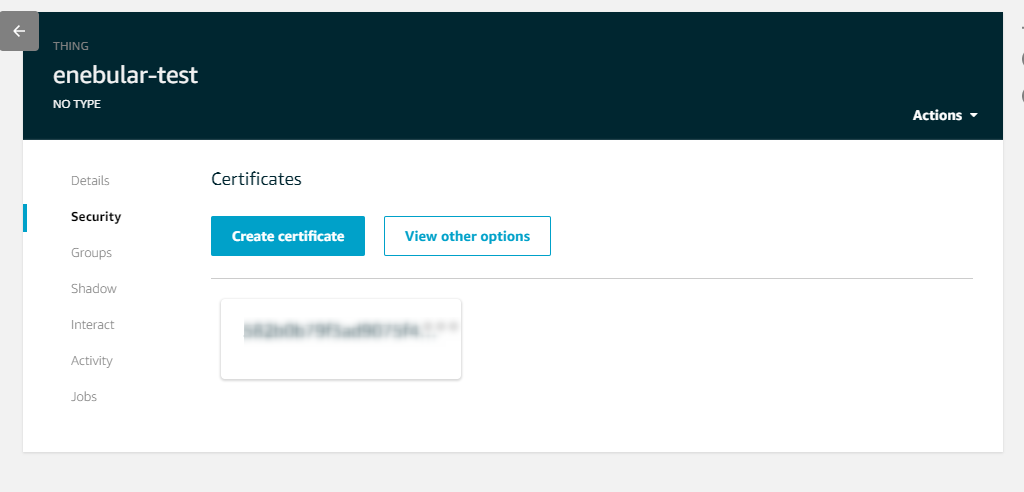 THING
enebular-test
NO TYPE
Actions
Details
Security
Groups
Shadow
Interact
Activity
Jobs
Certificates
Create certificate
View other options